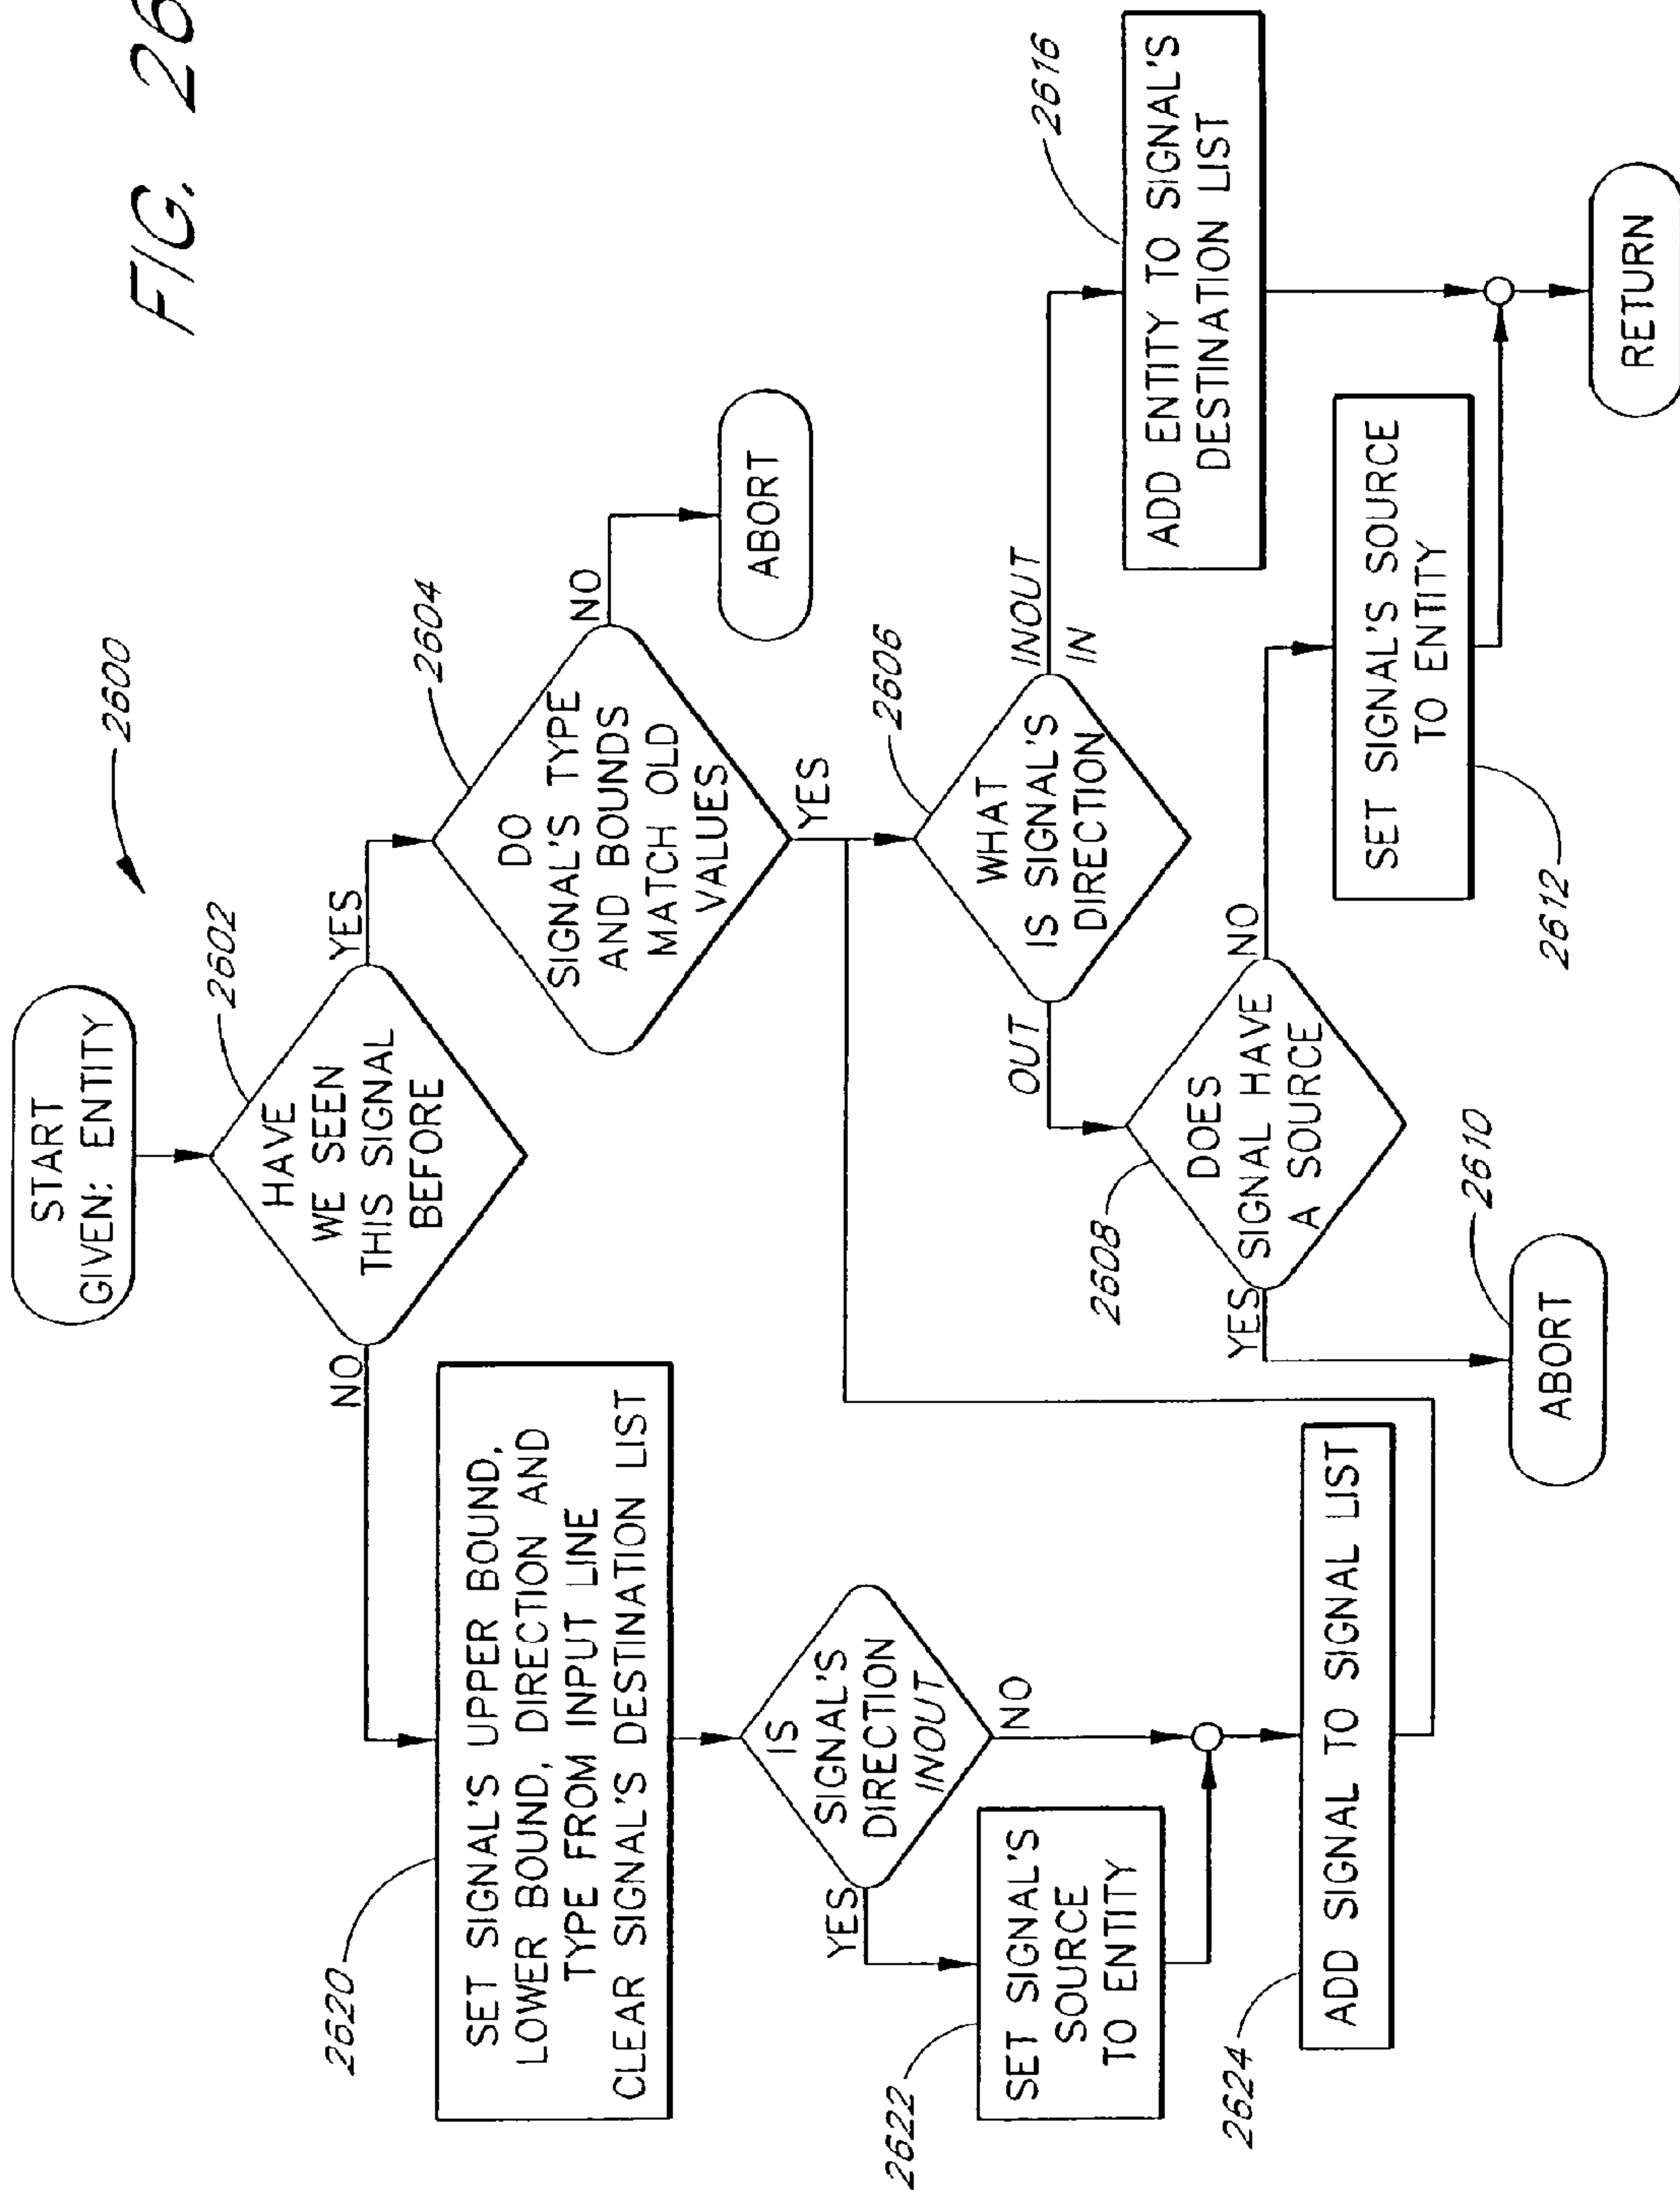 FIG. 26
2600
START
GIVEN: ENTITY
2602
HAVE
WE SEEN
THIS SIGNAL
BEFORE
NO
YES
2604
DO
SIGNAL'S TYPE
AND BOUNDS
MATCH OLD
VALUES
NO
ABORT
YES
2620
SET SIGNAL'S UPPER BOUND,
LOWER BOUND, DIRECTION AND
TYPE FROM INPUT LINE
CLEAR SIGNAL'S DESTINATION LIST
IS
SIGNAL'S
DIRECTION
INOUT
YES
NO
2622
SET SIGNAL'S
SOURCE
TO ENTITY
2624
ADD SIGNAL TO SIGNAL LIST
2606
WHAT
IS SIGNAL'S
DIRECTION
OUT
INOUT
IN
2608
DOES
SIGNAL HAVE
A SOURCE
YES
NO
2610
ABORT
2612
SET SIGNAL'S SOURCE
TO ENTITY
2616
ADD ENTITY TO SIGNAL'S
DESTINATION LIST
RETURN